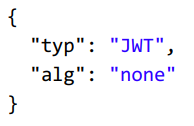 {
  "typ": "JWT",
  "alg": "none"
}